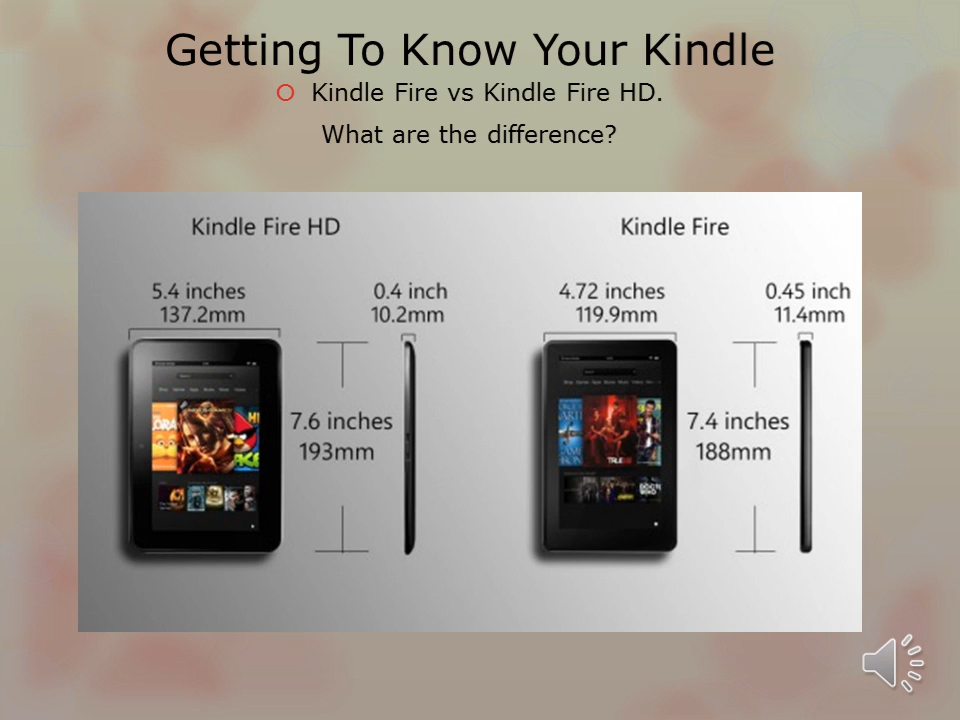 Getting To Know Your Kindle
Kindle Fire vs Kindle Fire HD.
What are the difference?
Kindle Fire HD
Kindle Fire
5.4 inches
137.2mm
0.4 inch
10.2mm
4.72 inches
119.9mm
0.45 inch
11.4mm
7.6 inches
193mm
7.4 inches
188mm